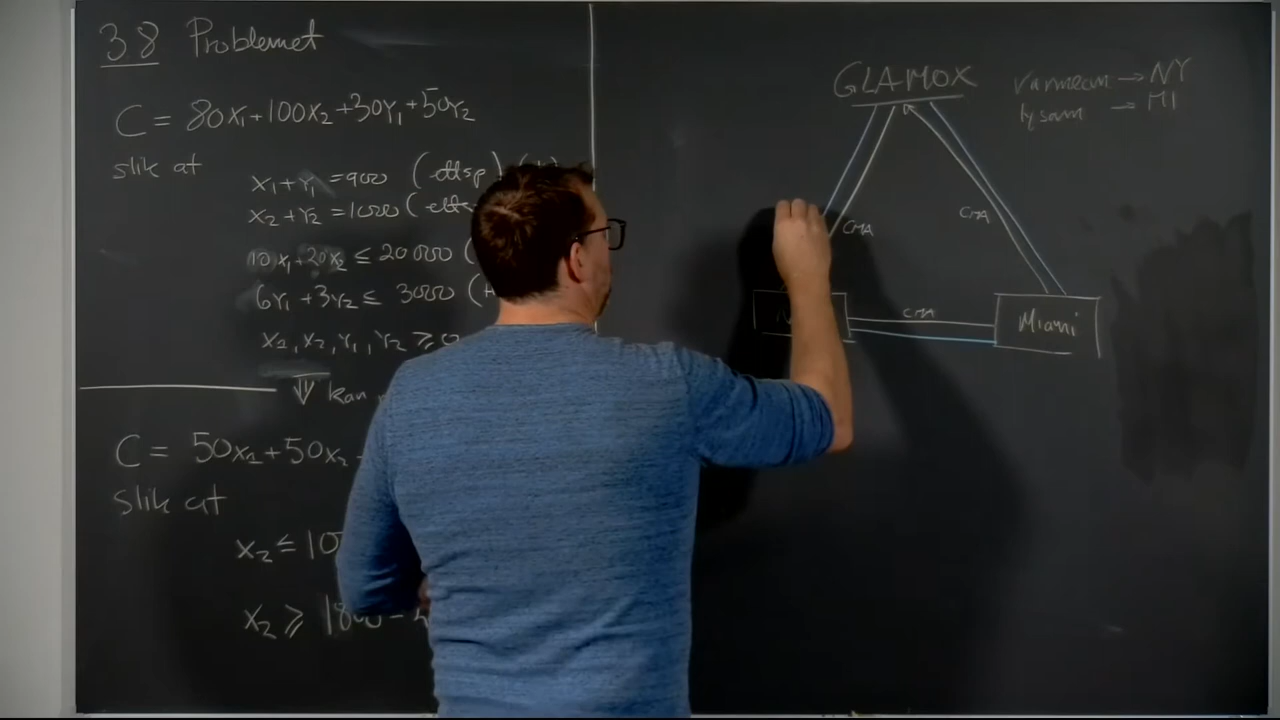 38 Problemet
C = 80x₁+100x₂+30Y₁+50Y₂
slik at
x₁+Y₁ =900
x₂+Y₂ =1000
10x₁+20x₂ ≤ 20 000 (
6Y₁+3Y₂ ≤ 3000 (
x₁,x₂,Y₁,Y₂ ≥ 0
⇓ kan
C = 50x₁+50x₂
slik at
x₂ ≤ 10
x₂ ≥
GLAMOX
→ NY
lysarm → MI
CMA
CMA
CMA
Miami